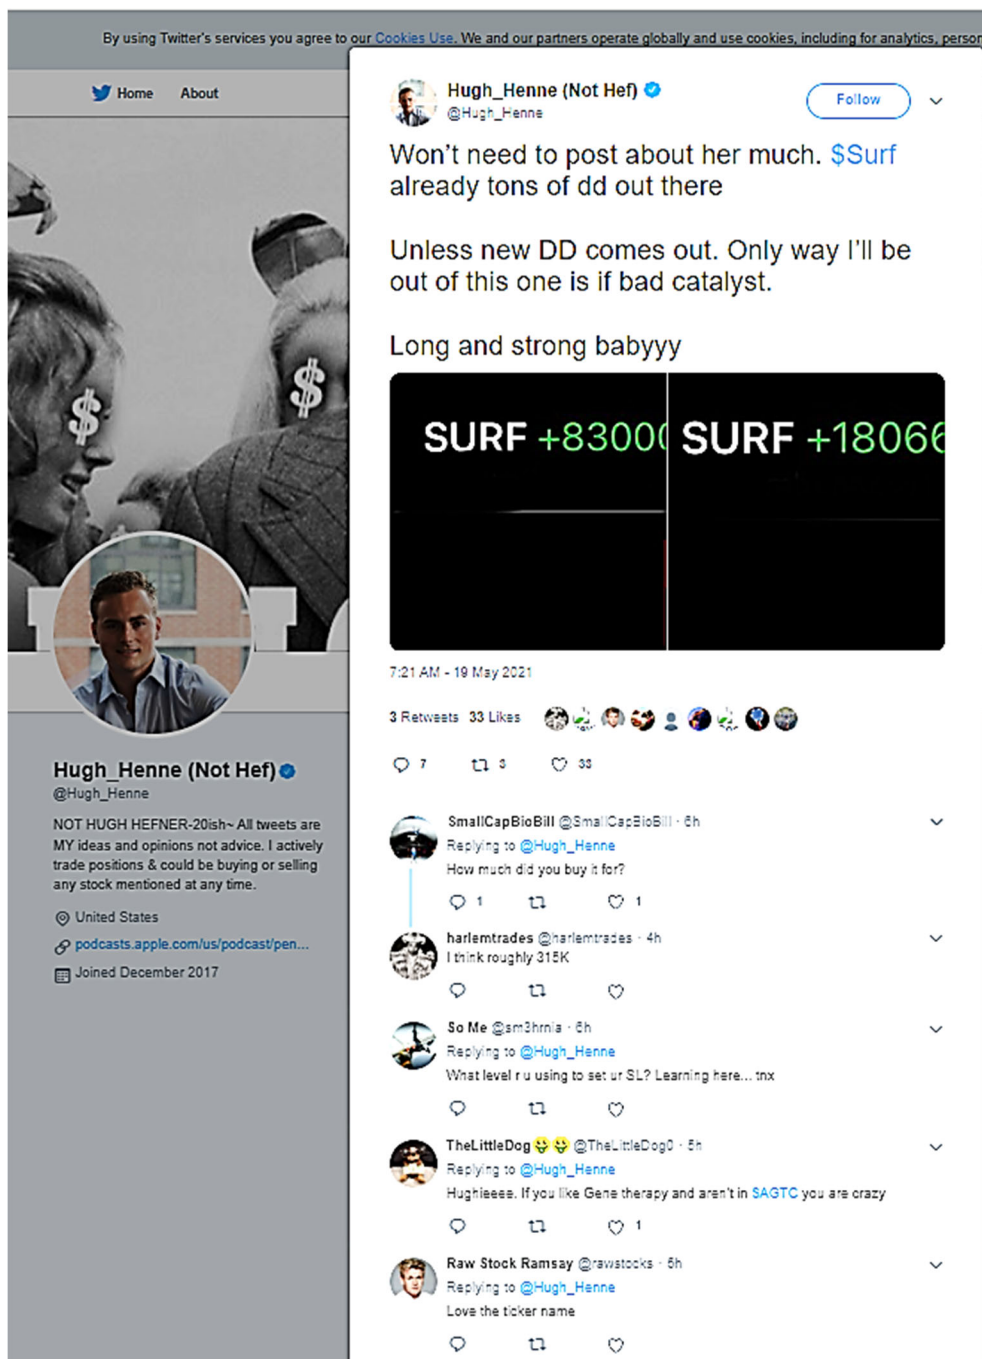 By using Twitter's services you agree to our Cookies Use. We and our partners operate globally and use cookies, including for analytics,
Home About
Hugh_Henne (Not Hef)
@Hugh_Henne
Follow
Won't need to post about her much. $Surf
already tons of dd out there
Unless new DD comes out. Only way I'll be
out of this one is if bad catalyst.
Long and strong babyyy
SURF +8300
SURF +1806
7:21 AM - 19 May 2021
3 Retweets 33 Likes
7 3 33
Hugh_Henne (Not Hef)
@Hugh_Henne
NOT HUGH HEFNER-20ish~ All tweets are
MY ideas and opinions not advice. I actively
trade positions & could be buying or selling
any stock mentioned at any time.
United States
podcasts.apple.com/us/podcast/pen...
Joined December 2017
SmallCapBioBill @SmallCapBioBill · 6h
Replying to @Hugh_Henne
How much did you buy it for?
1 1
harlemtrades @harlemtrades · 4h
I think roughly 315K
So Me @sm3hrnia · 6h
Replying to @Hugh_Henne
What level r u using to set ur SL? Learning here... tnx
TheLittleDog🤑🤑 @TheLittleDog0 · 5h
Replying to @Hugh_Henne
Hughieeee. If you like Gene therapy and aren't in $AGTC you are crazy
1
Raw Stock Ramsay @rawstocks · 6h
Replying to @Hugh_Henne
Love the ticker name